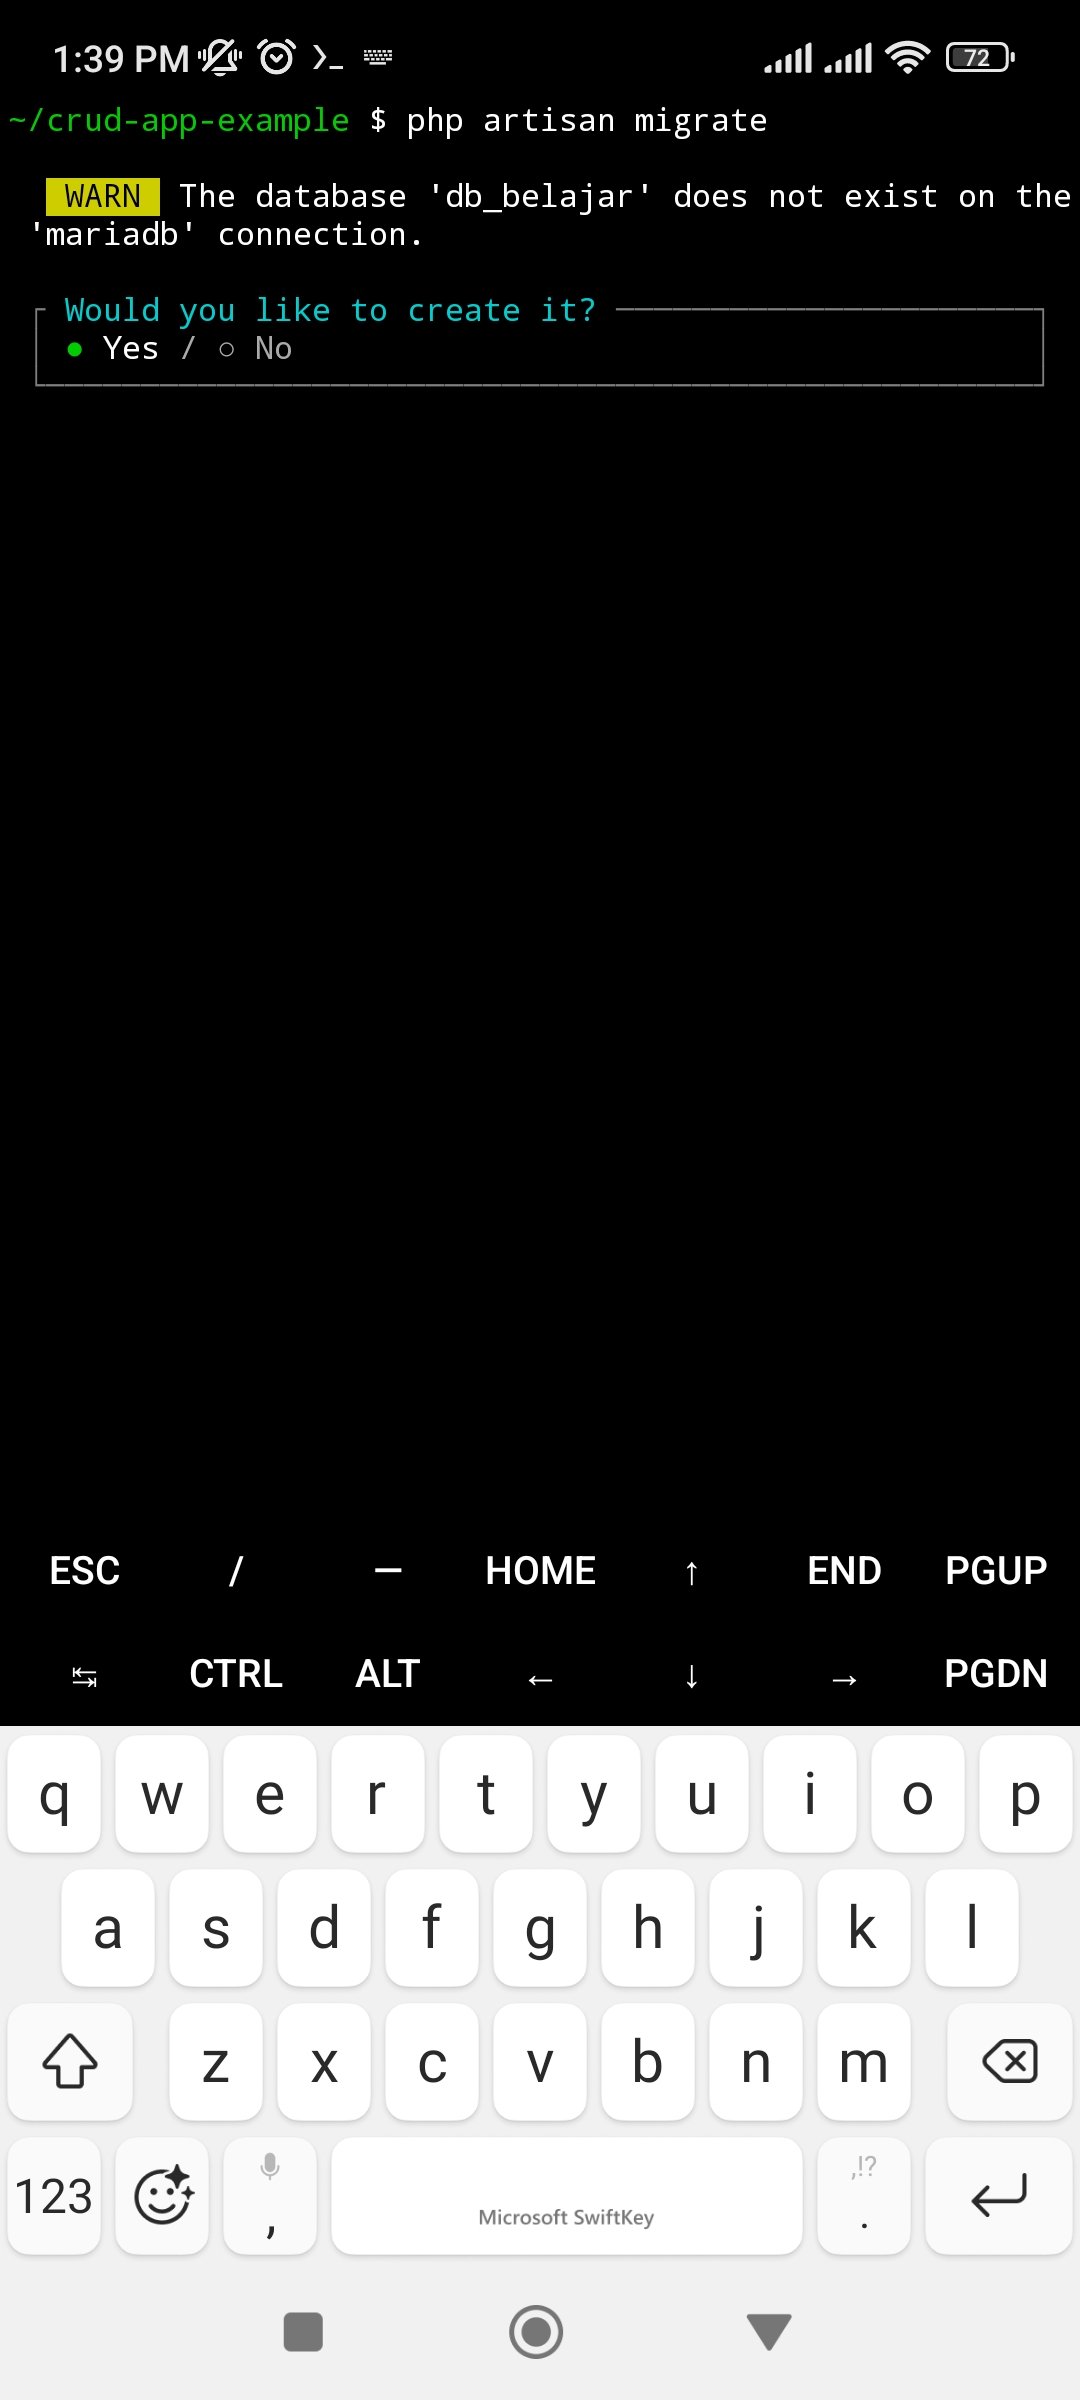 1:39 PM
72
~/crud-app-example $ php artisan migrate
WARN The database 'db_belajar' does not exist on the
'mariadb' connection.
Would you like to create it?
● Yes / ○ No
ESC / — HOME ↑ END PGUP
↹ CTRL ALT ← ↓ → PGDN
q w e r t y u i o p
a s d f g h j k l
z x c v b n m
,!?
123 , Microsoft SwiftKey .